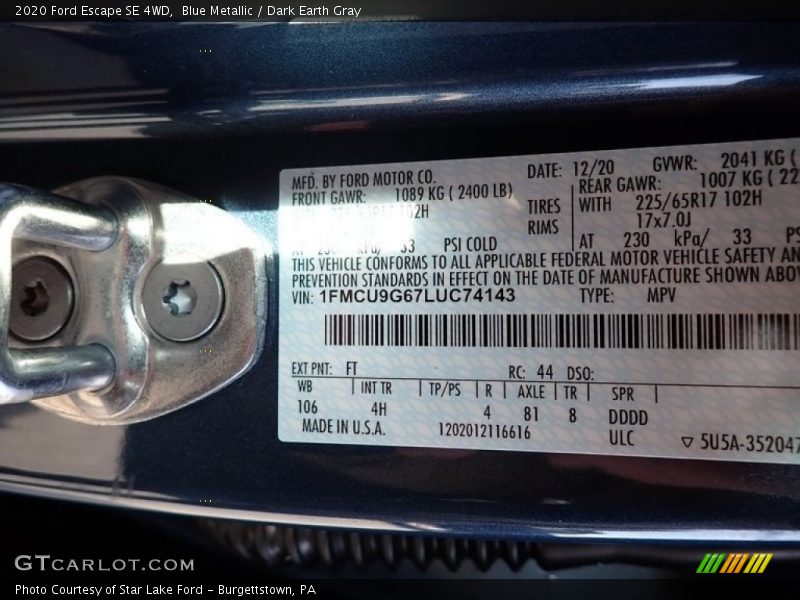 2020 Ford Escape SE 4WD, Blue Metallic / Dark Earth Gray
MFD. BY FORD MOTOR CO. DATE: 12/20 GVWR: 2041 KG (
FRONT GAWR: 1089 KG ( 2400 LB) REAR GAWR: 1007 KG ( 22
102H TIRES WITH 225/65R17 102H
RIMS 17x7.0J
33 PSI COLD AT 230 kPa/ 33 PS
THIS VEHICLE CONFORMS TO ALL APPLICABLE FEDERAL MOTOR VEHICLE SAFETY AN
PREVENTION STANDARDS IN EFFECT ON THE DATE OF MANUFACTURE SHOWN ABOV
VIN: 1FMCU9G67LUC74143 TYPE: MPV
EXT PNT: FT RC: 44 DSO:
WB INT TR TP/PS R AXLE TR SPR
106 4H 4 81 8 DDDD
MADE IN U.S.A. 1202012116616 ULC ▽ 5U5A-352047
GTCARLOT.COM
Photo Courtesy of Star Lake Ford - Burgettstown, PA